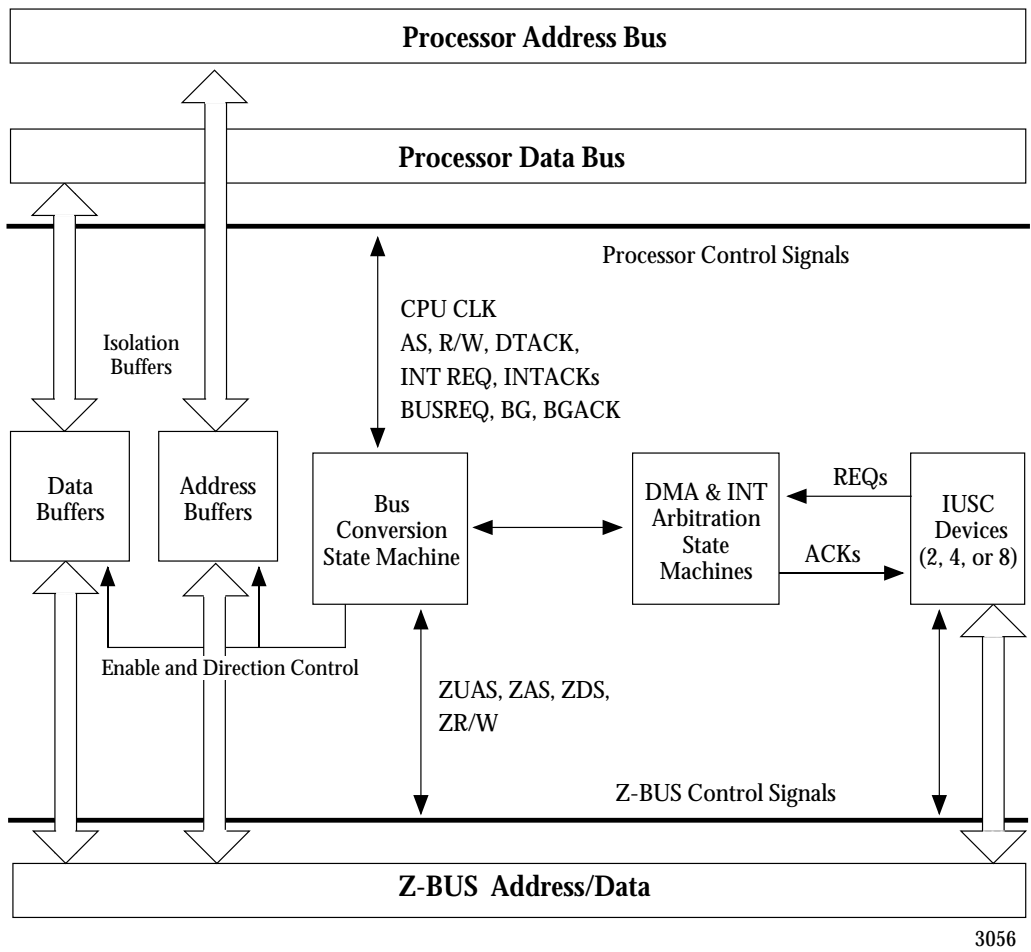 Processor Address Bus
Processor Data Bus
Processor Control Signals
CPU CLK
AS, R/W, DTACK,
INT REQ, INTACKs
BUSREQ, BG, BGACK
Isolation
Buffers
Data
Buffers
Address
Buffers
Bus
Conversion
State Machine
DMA & INT
Arbitration
State
Machines
REQs
ACKs
IUSC
Devices
(2, 4, or 8)
Enable and Direction Control
ZUAS, ZAS, ZDS,
ZR/W
Z-BUS Control Signals
Z-BUS Address/Data
3056